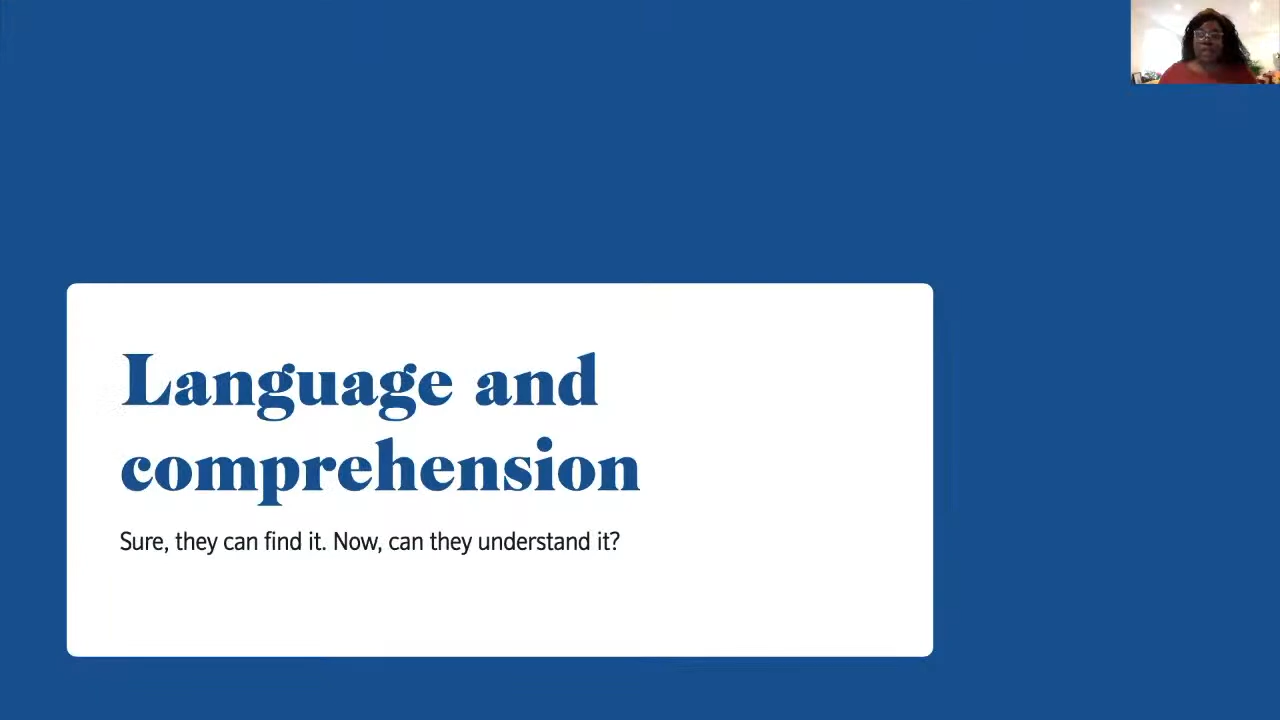 Language and
comprehension
Sure, they can find it. Now, can they understand it?